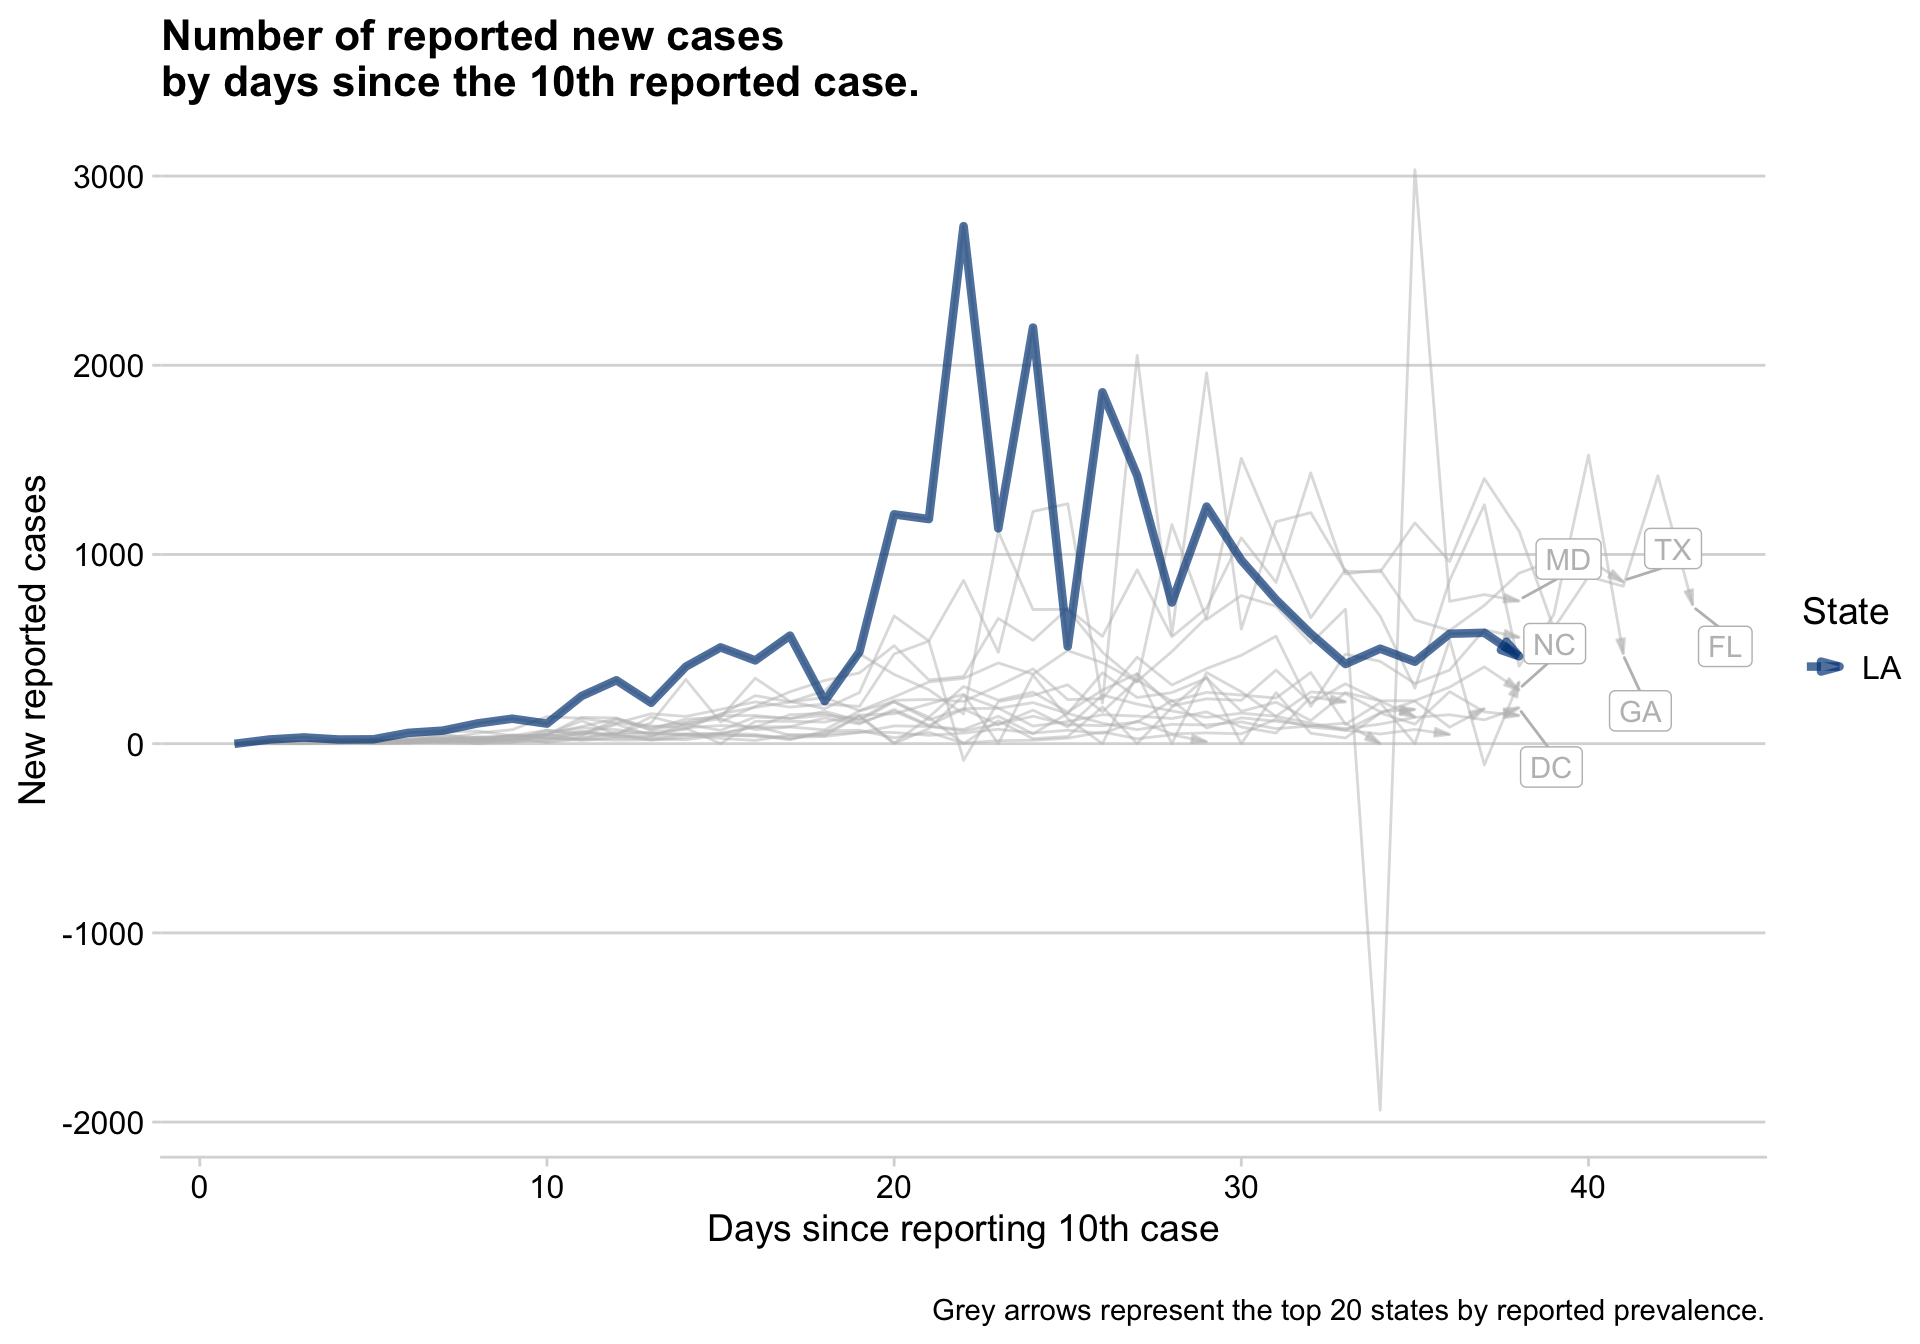 Number of reported new cases
by days since the 10th reported case.
New reported cases
3000
2000
1000
0
-1000
-2000
MD
TX
NC
FL
GA
DC
State
LA
0
10
20
30
40
Days since reporting 10th case
Grey arrows represent the top 20 states by reported prevalence.